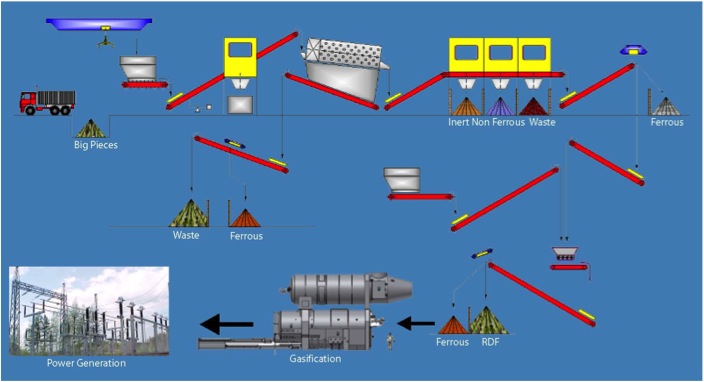 Big Pieces
Inert Non Ferrous Waste
Ferrous
Waste
Ferrous
Ferrous
RDF
Gasification
Power Generation